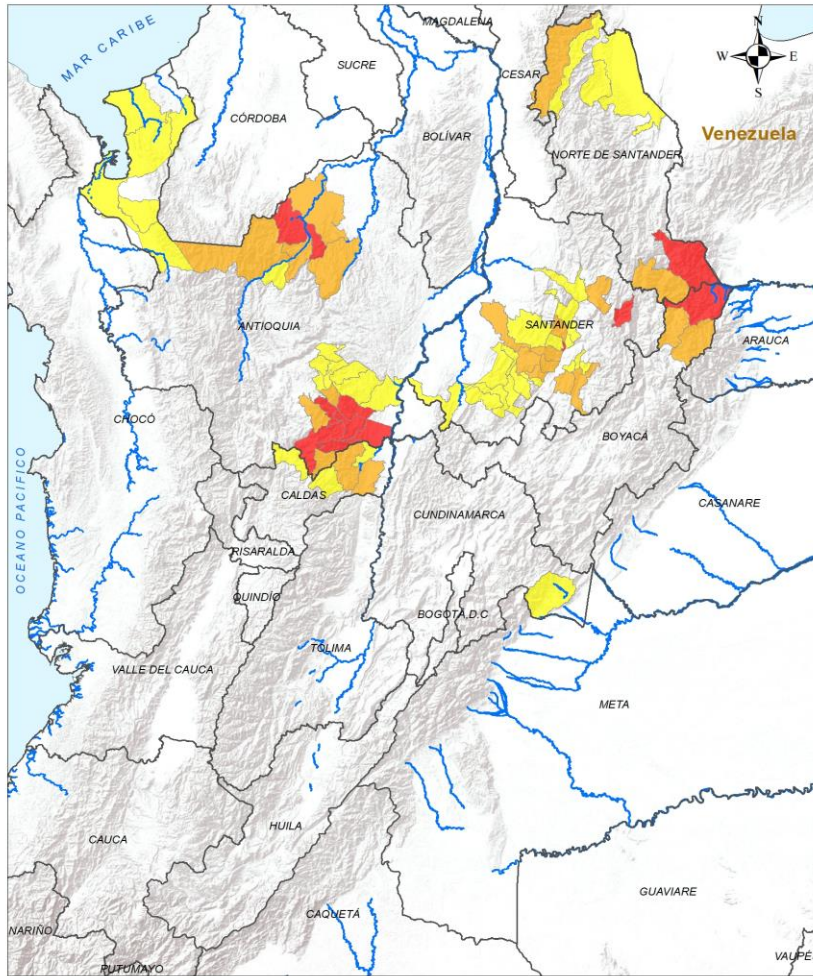 MAR CARIBE
MAGDALENA
SUCRE
CESAR
N
W
E
S
CÓRDOBA
BOLÍVAR
Venezuela
NORTE DE SANTANDER
ANTIOQUIA
SANTANDER
ARAUCA
CHOCÓ
BOYACÁ
CALDAS
CUNDINAMARCA
CASANARE
OCEANO PACIFICO
RISARALDA
QUINDÍO
BOGOTÁ, D.C
TOLIMA
VALLE DEL CAUCA
META
HUILA
CAUCA
GUAVIARE
CAQUETÁ
NARIÑO
PUTUMAYO
VAUPÉS